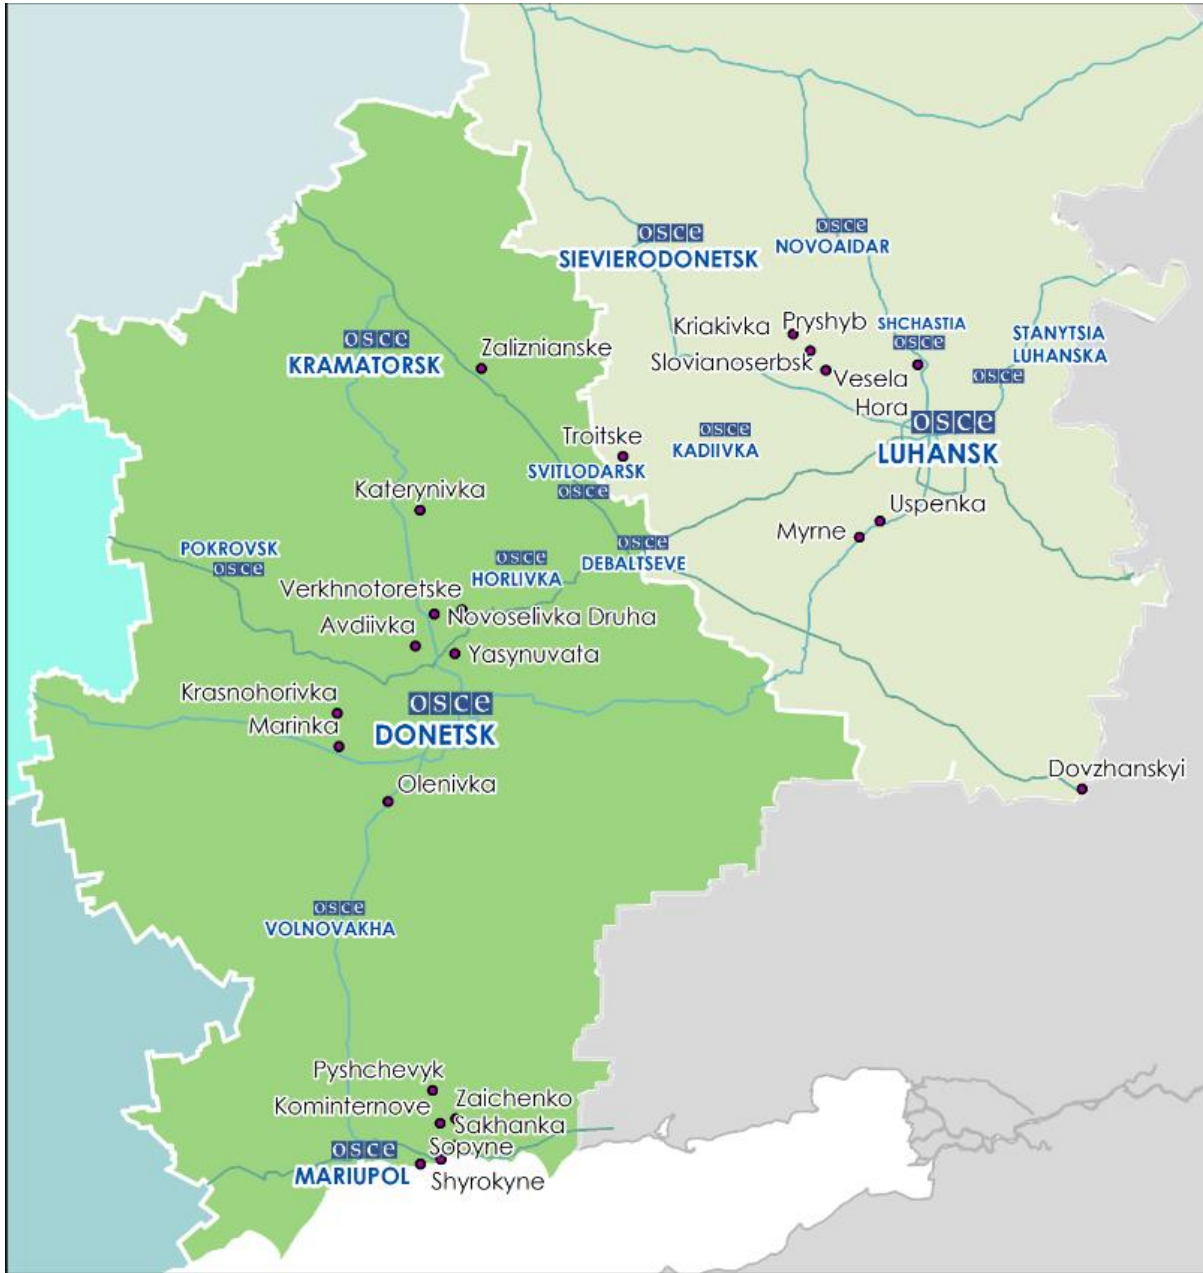 osce
SIEVIERODONETSK
osce
NOVOAIDAR
Kriakivka
Pryshyb
SHCHASTIA
osce
STANYTSIA
LUHANSKA
osce
osce
KRAMATORSK
Zaliznianske
Slovianoserbsk
Vesela
Hora
osce
LUHANSK
Troitske
osce
KADIIVKA
SVITLODARSK
osce
Katerynivka
Uspenka
Myrne
POKROVSK
osce
osce
HORLIVKA
osce
DEBALTSEVE
Verkhnotoretske
Novoselivka Druha
Avdiivka
Yasynuvata
Krasnohorivka
osce
DONETSK
Marinka
Olenivka
Dovzhanskyi
osce
VOLNOVAKHA
Pyshchevyk
Kominternove
Zaichenko
Sakhanka
osce
MARIUPOL
Sopyne
Shyrokyne